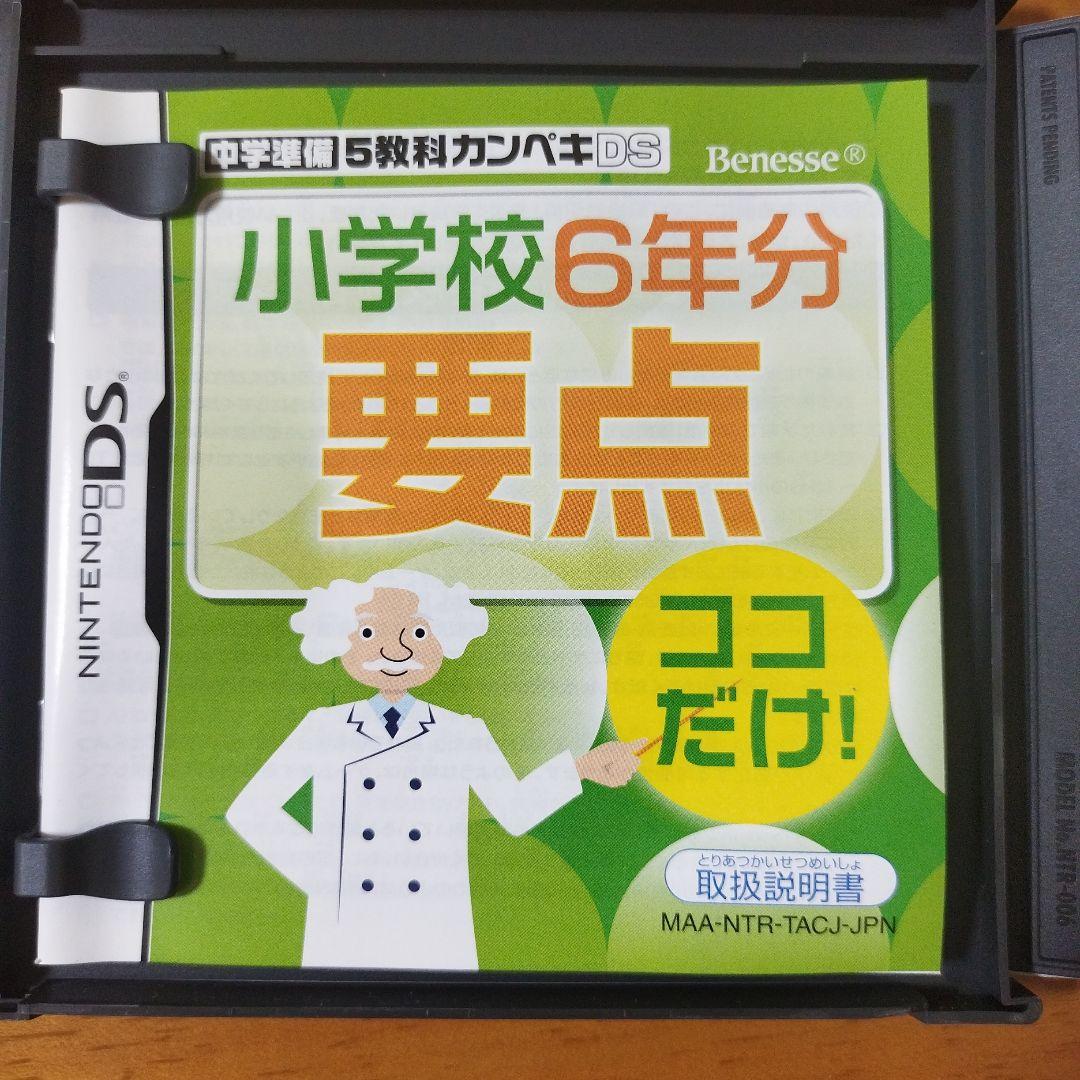 中学準備 5教科カンペキDS
Benesse®
小学校6年分
要点
ココ
だけ!
とりあつかいせつめいしょ
取扱説明書
MAA-NTR-TACJ-JPN
NINTENDO DS®
PATENTS PENDING
MODEL No.NTR-006